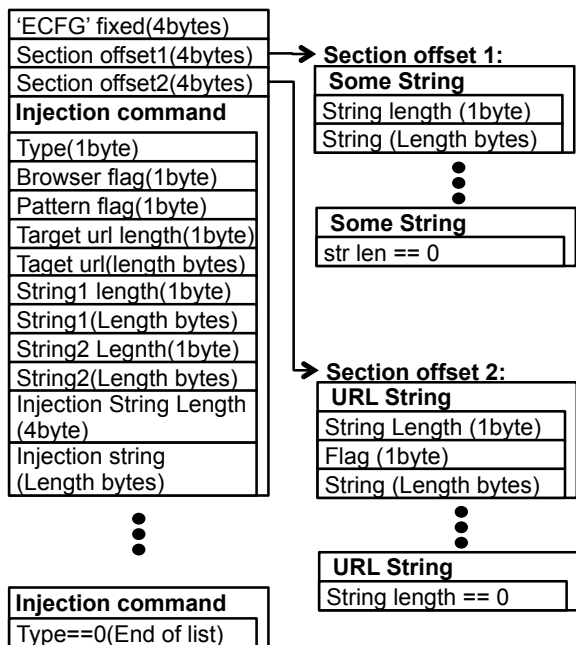 ‘ECFG’ fixed(4bytes)
Section offset1(4bytes)
Section offset2(4bytes)
Injection command
Type(1byte)
Browser flag(1byte)
Pattern flag(1byte)
Target url length(1byte)
Taget url(length bytes)
String1 length(1byte)
String1(Length bytes)
String2 Legnth(1byte)
String2(Length bytes)
Injection String Length
(4byte)
Injection string
(Length bytes)
Injection command
Type==0(End of list)
Section offset 1:
Some String
String length (1byte)
String (Length bytes)
Some String
str len == 0
Section offset 2:
URL String
String Length (1byte)
Flag (1byte)
String (Length bytes)
URL String
String length == 0